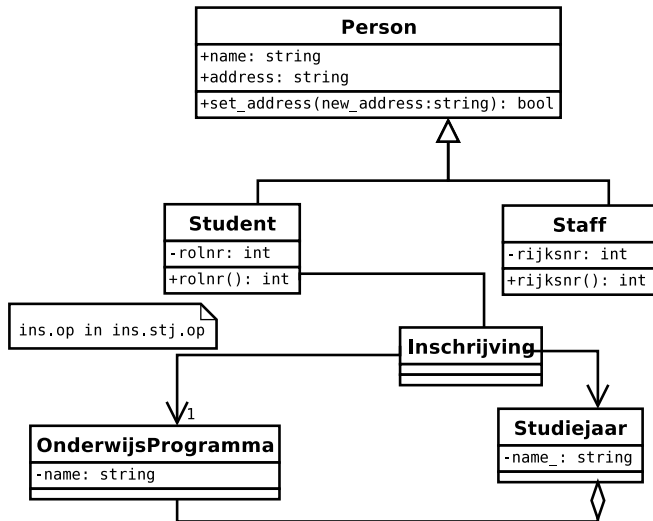 Person
+name: string
+address: string
+set_address(new_address:string): bool
Student
-rolnr: int
+rolnr(): int
Staff
-rijksnr: int
+rijksnr(): int
ins.op in ins.stj.op
Inschrijving
1
OnderwijsProgramma
-name: string
Studiejaar
-name_: string